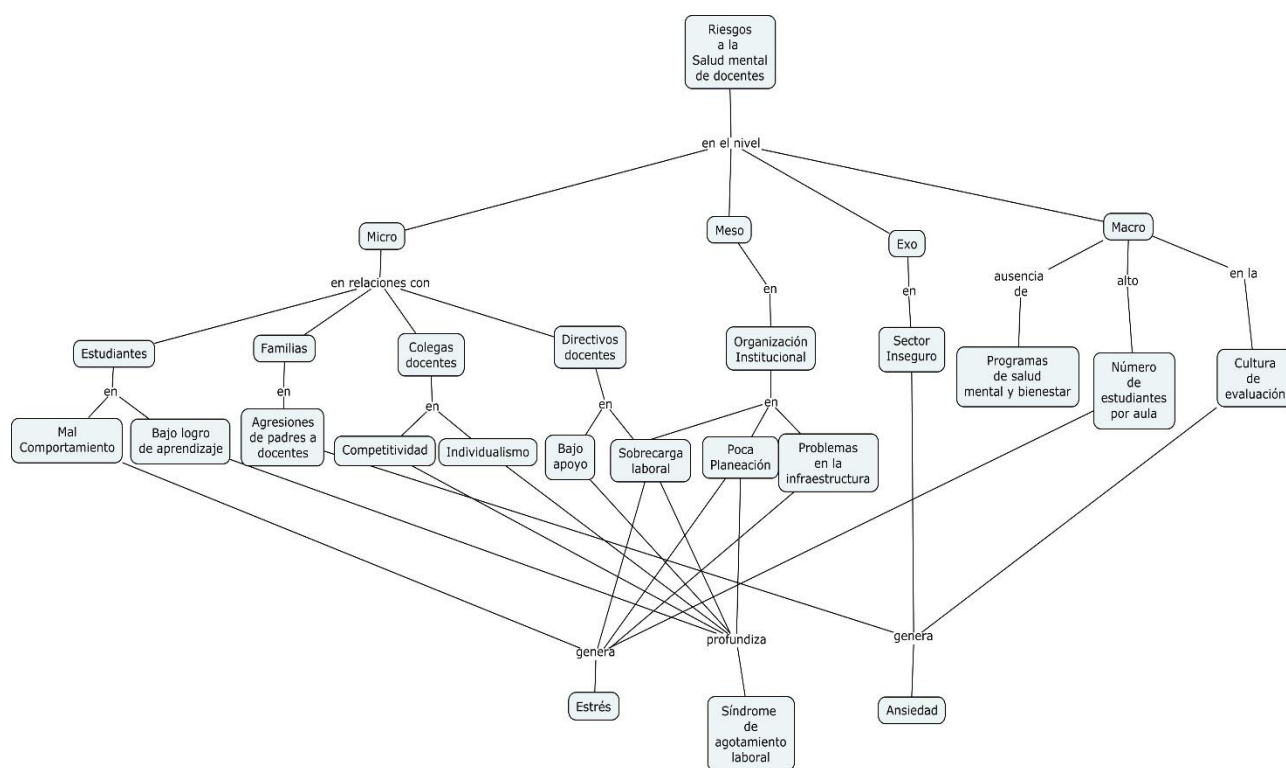 Riesgos
a la
Salud mental
de docentes
en el nivel
Micro
Meso
Exo
Macro
en relaciones con
en
en
ausencia
de
alto
en la
Estudiantes
Familias
Colegas
docentes
Directivos
docentes
Organización
Institucional
Sector
Inseguro
Programas
de salud
mental y bienestar
Número
de
estudiantes
por aula
Cultura
de
evaluación
en
en
en
en
en
Mal
Comportamiento
Bajo logro
de aprendizaje
Agresiones
de padres a
docentes
Competitividad
Individualismo
Bajo
apoyo
Sobrecarga
laboral
Poca
Planeación
Problemas
en la
infraestructura
genera
profundiza
genera
Estrés
Síndrome
de
agotamiento
laboral
Ansiedad